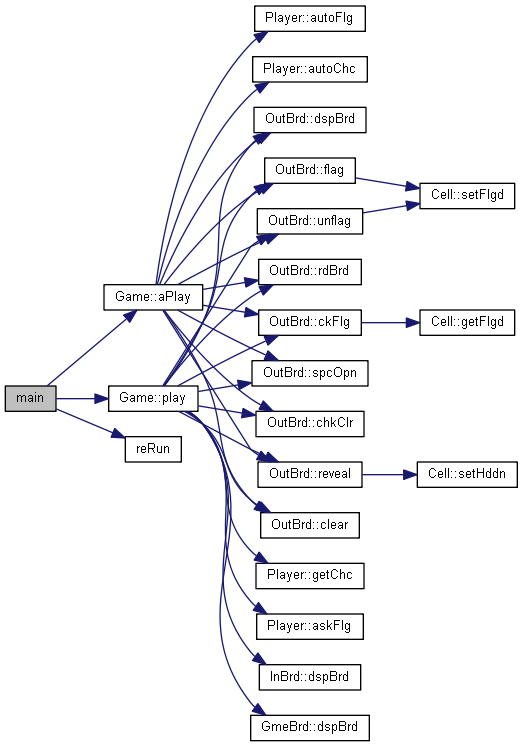 Player::autoFlg
Player::autoChc
OutBrd::dspBrd
OutBrd::flag
Cell::setFlgd
OutBrd::unflag
OutBrd::rdBrd
Game::aPlay
OutBrd::ckFlg
Cell::getFlgd
OutBrd::spcOpn
main
Game::play
OutBrd::chkClr
reRun
OutBrd::reveal
Cell::setHddn
OutBrd::clear
Player::getChc
Player::askFlg
InBrd::dspBrd
GmeBrd::dspBrd